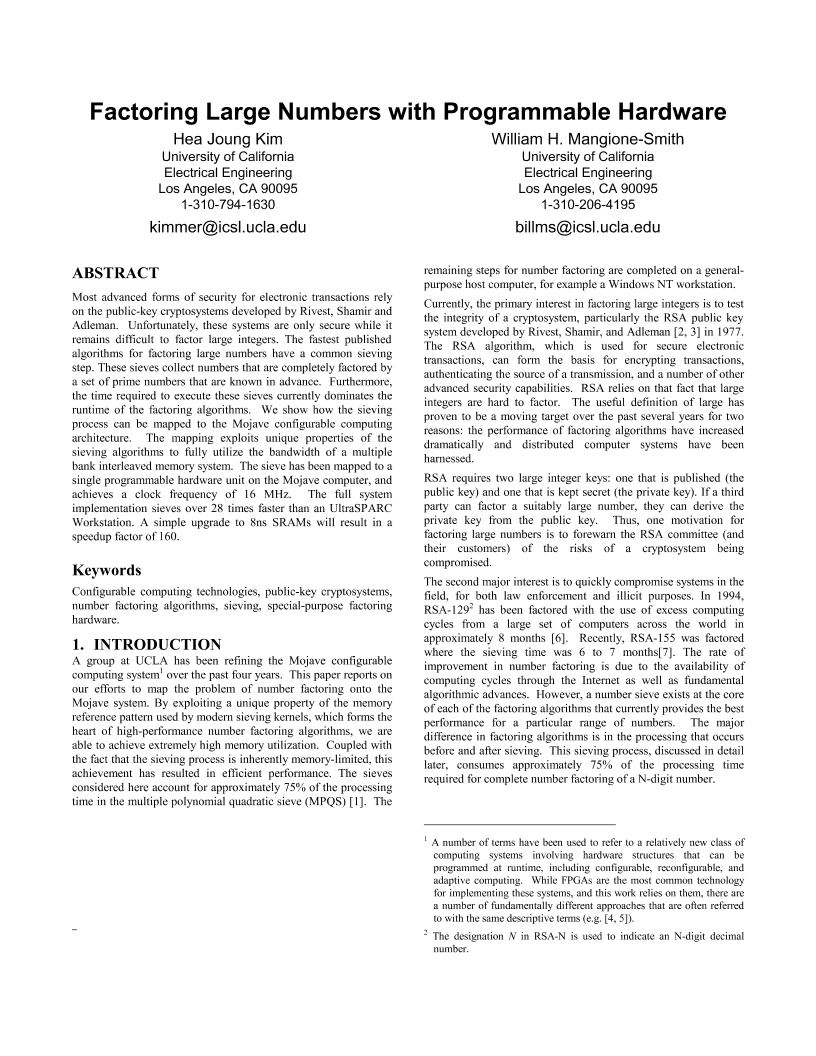 Factoring Large Numbers with Programmable Hardware
Hea Joung Kim
University of California
Electrical Engineering
Los Angeles, CA 90095
1-310-794-1630
kimmer@icsl.ucla.edu
William H. Mangione-Smith
University of California
Electrical Engineering
Los Angeles, CA 90095
1-310-206-4195
billms@icsl.ucla.edu
ABSTRACT
Most advanced forms of security for electronic transactions rely
on the public-key cryptosystems developed by Rivest, Shamir and
Adleman. Unfortunately, these systems are only secure while it
remains difficult to factor large integers. The fastest published
algorithms for factoring large numbers have a common sieving
step. These sieves collect numbers that are completely factored by
a set of prime numbers that are known in advance. Furthermore,
the time required to execute these sieves currently dominates the
runtime of the factoring algorithms. We show how the sieving
process can be mapped to the Mojave configurable computing
architecture. The mapping exploits unique properties of the
sieving algorithms to fully utilize the bandwidth of a multiple
bank interleaved memory system. The sieve has been mapped to a
single programmable hardware unit on the Mojave computer, and
achieves a clock frequency of 16 MHz. The full system
implementation sieves over 28 times faster than an UltraSPARC
Workstation. A simple upgrade to 8ns SRAMs will result in a
speedup factor of 160.
Keywords
Configurable computing technologies, public-key cryptosystems,
number factoring algorithms, sieving, special-purpose factoring
hardware.
1. INTRODUCTION
A group at UCLA has been refining the Mojave configurable
computing system1 over the past four years. This paper reports on
our efforts to map the problem of number factoring onto the
Mojave system. By exploiting a unique property of the memory
reference pattern used by modern sieving kernels, which forms the
heart of high-performance number factoring algorithms, we are
able to achieve extremely high memory utilization. Coupled with
the fact that the sieving process is inherently memory-limited, this
achievement has resulted in efficient performance. The sieves
considered here account for approximately 75% of the processing
time in the multiple polynomial quadratic sieve (MPQS) [1]. The
remaining steps for number factoring are completed on a general-
purpose host computer, for example a Windows NT workstation.
Currently, the primary interest in factoring large integers is to test
the integrity of a cryptosystem, particularly the RSA public key
system developed by Rivest, Shamir, and Adleman [2, 3] in 1977.
The RSA algorithm, which is used for secure electronic
transactions, can form the basis for encrypting transactions,
authenticating the source of a transmission, and a number of other
advanced security capabilities. RSA relies on that fact that large
integers are hard to factor. The useful definition of large has
proven to be a moving target over the past several years for two
reasons: the performance of factoring algorithms have increased
dramatically and distributed computer systems have been
harnessed.
RSA requires two large integer keys: one that is published (the
public key) and one that is kept secret (the private key). If a third
party can factor a suitably large number, they can derive the
private key from the public key. Thus, one motivation for
factoring large numbers is to forewarn the RSA committee (and
their customers) of the risks of a cryptosystem being
compromised.
The second major interest is to quickly compromise systems in the
field, for both law enforcement and illicit purposes. In 1994,
RSA-1292 has been factored with the use of excess computing
cycles from a large set of computers across the world in
approximately 8 months [6]. Recently, RSA-155 was factored
where the sieving time was 6 to 7 months[7]. The rate of
improvement in number factoring is due to the availability of
computing cycles through the Internet as well as fundamental
algorithmic advances. However, a number sieve exists at the core
of each of the factoring algorithms that currently provides the best
performance for a particular range of numbers. The major
difference in factoring algorithms is in the processing that occurs
before and after sieving. This sieving process, discussed in detail
later, consumes approximately 75% of the processing time
required for complete number factoring of a N-digit number.
1 A number of terms have been used to refer to a relatively new class of
computing systems involving hardware structures that can be
programmed at runtime, including configurable, reconfigurable, and
adaptive computing. While FPGAs are the most common technology
for implementing these systems, and this work relies on them, there are
a number of fundamentally different approaches that are often referred
to with the same descriptive terms (e.g. [4, 5]).
2 The designation N in RSA-N is used to indicate an N-digit decimal
number.